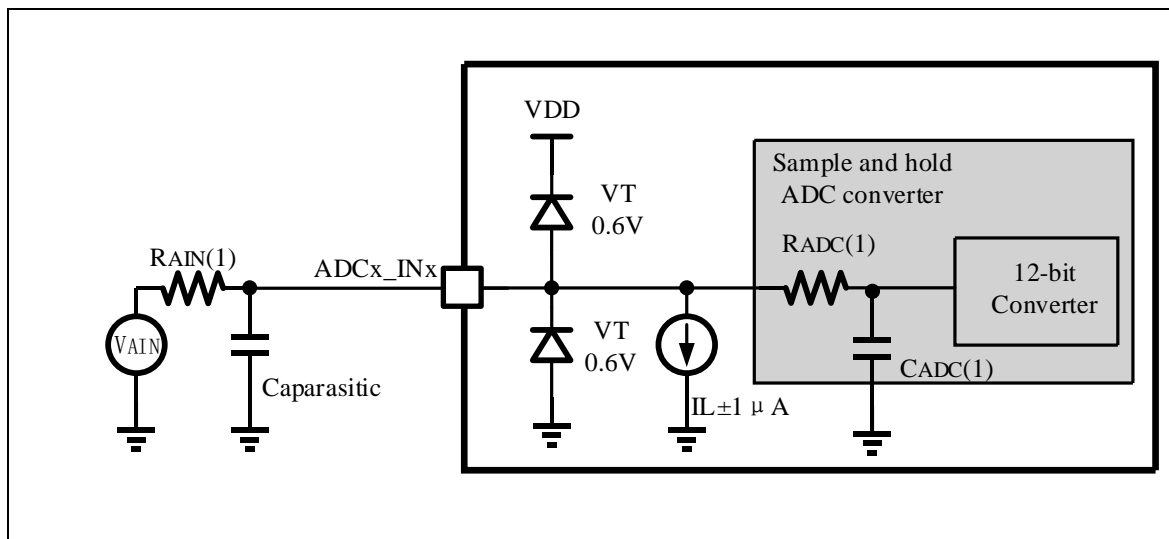 VDD
Sample and hold
ADC converter
VT
0.6V
RAIN(1)
ADCx_INx
RADC(1)
12-bit
Converter
VAIN
VT
0.6V
Caparasitic
IL±1 μ A
CADC(1)